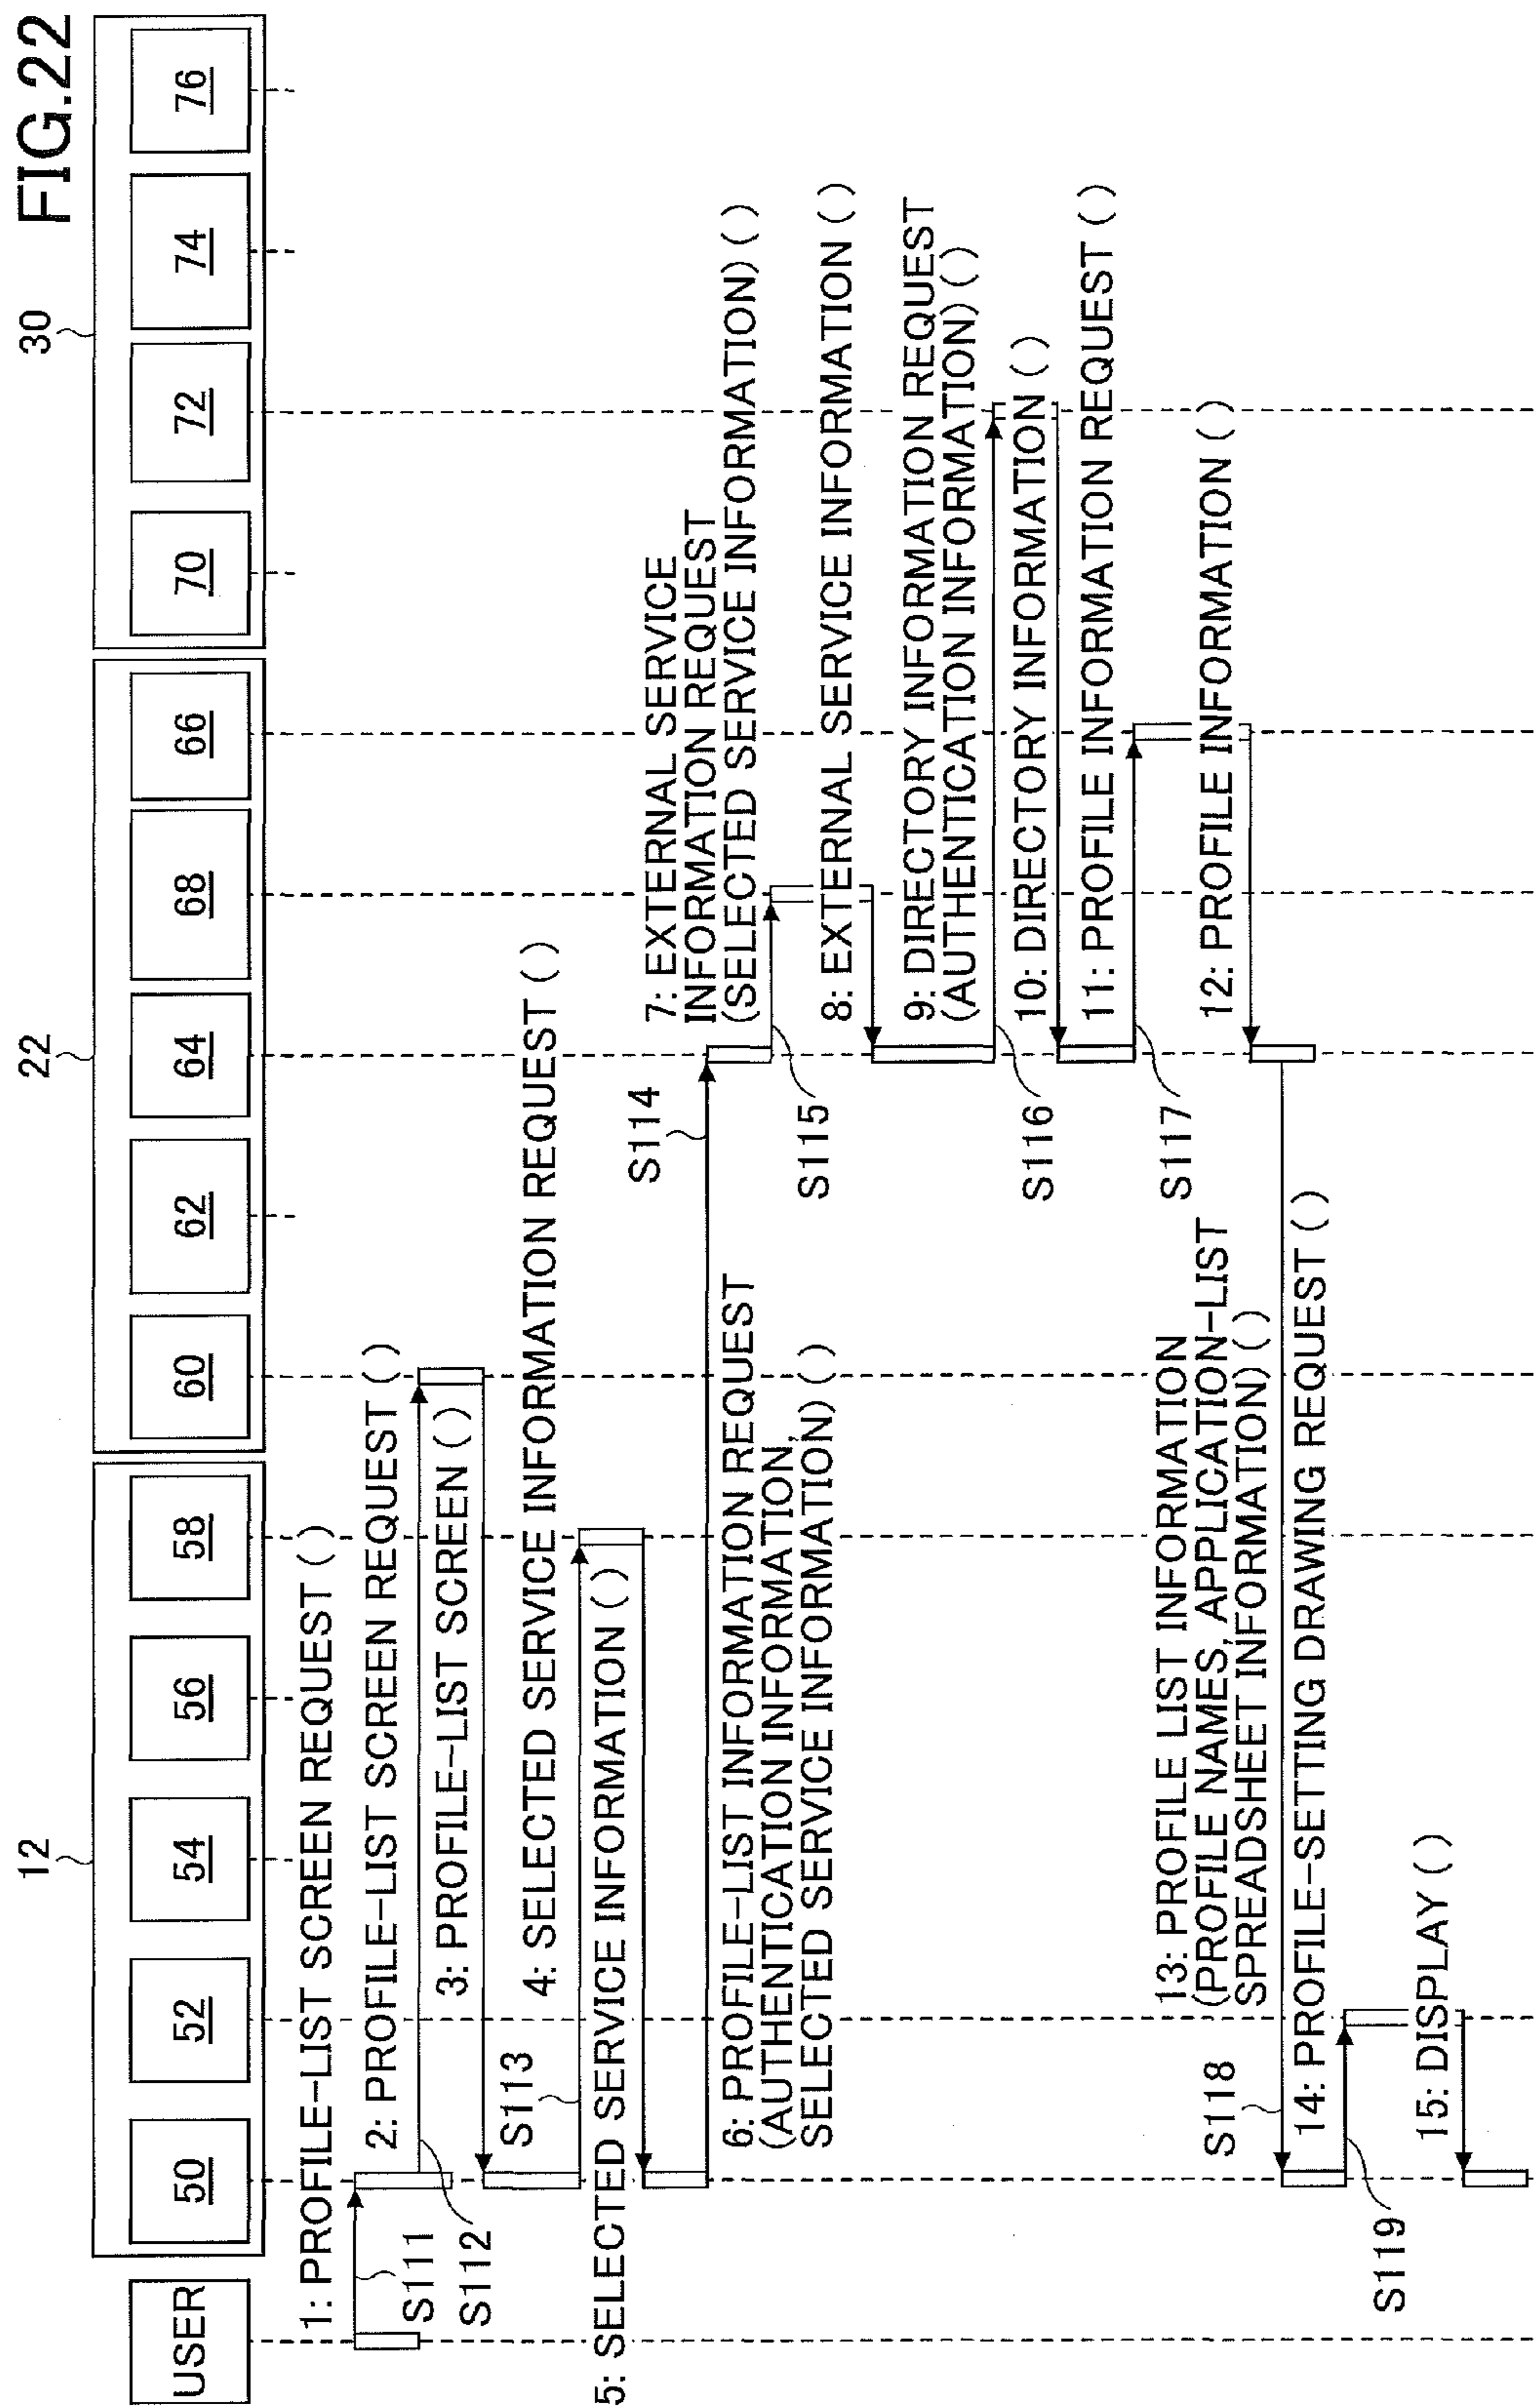 FIG.22
12
22
30
USER
50
52
54
56
58
60
62
64
68
66
70
72
74
76
1: PROFILE-LIST SCREEN REQUEST ( )
S111
2: PROFILE-LIST SCREEN REQUEST ( )
S112
3: PROFILE-LIST SCREEN ( )
S113
4: SELECTED SERVICE INFORMATION REQUEST ( )
5: SELECTED SERVICE INFORMATION ( )
S114
6: PROFILE-LIST INFORMATION REQUEST
(AUTHENTICATION INFORMATION,
SELECTED SERVICE INFORMATION) ( )
7: EXTERNAL SERVICE
INFORMATION REQUEST
(SELECTED SERVICE INFORMATION) ( )
S115
8: EXTERNAL SERVICE INFORMATION ( )
9: DIRECTORY INFORMATION REQUEST
(AUTHENTICATION INFORMATION) ( )
S116
10: DIRECTORY INFORMATION ( )
11: PROFILE INFORMATION REQUEST ( )
S117
12: PROFILE INFORMATION ( )
13: PROFILE LIST INFORMATION
(PROFILE NAMES, APPLICATION-LIST
SPREADSHEET INFORMATION) ( )
S118
14: PROFILE-SETTING DRAWING REQUEST ( )
S119
15: DISPLAY ( )